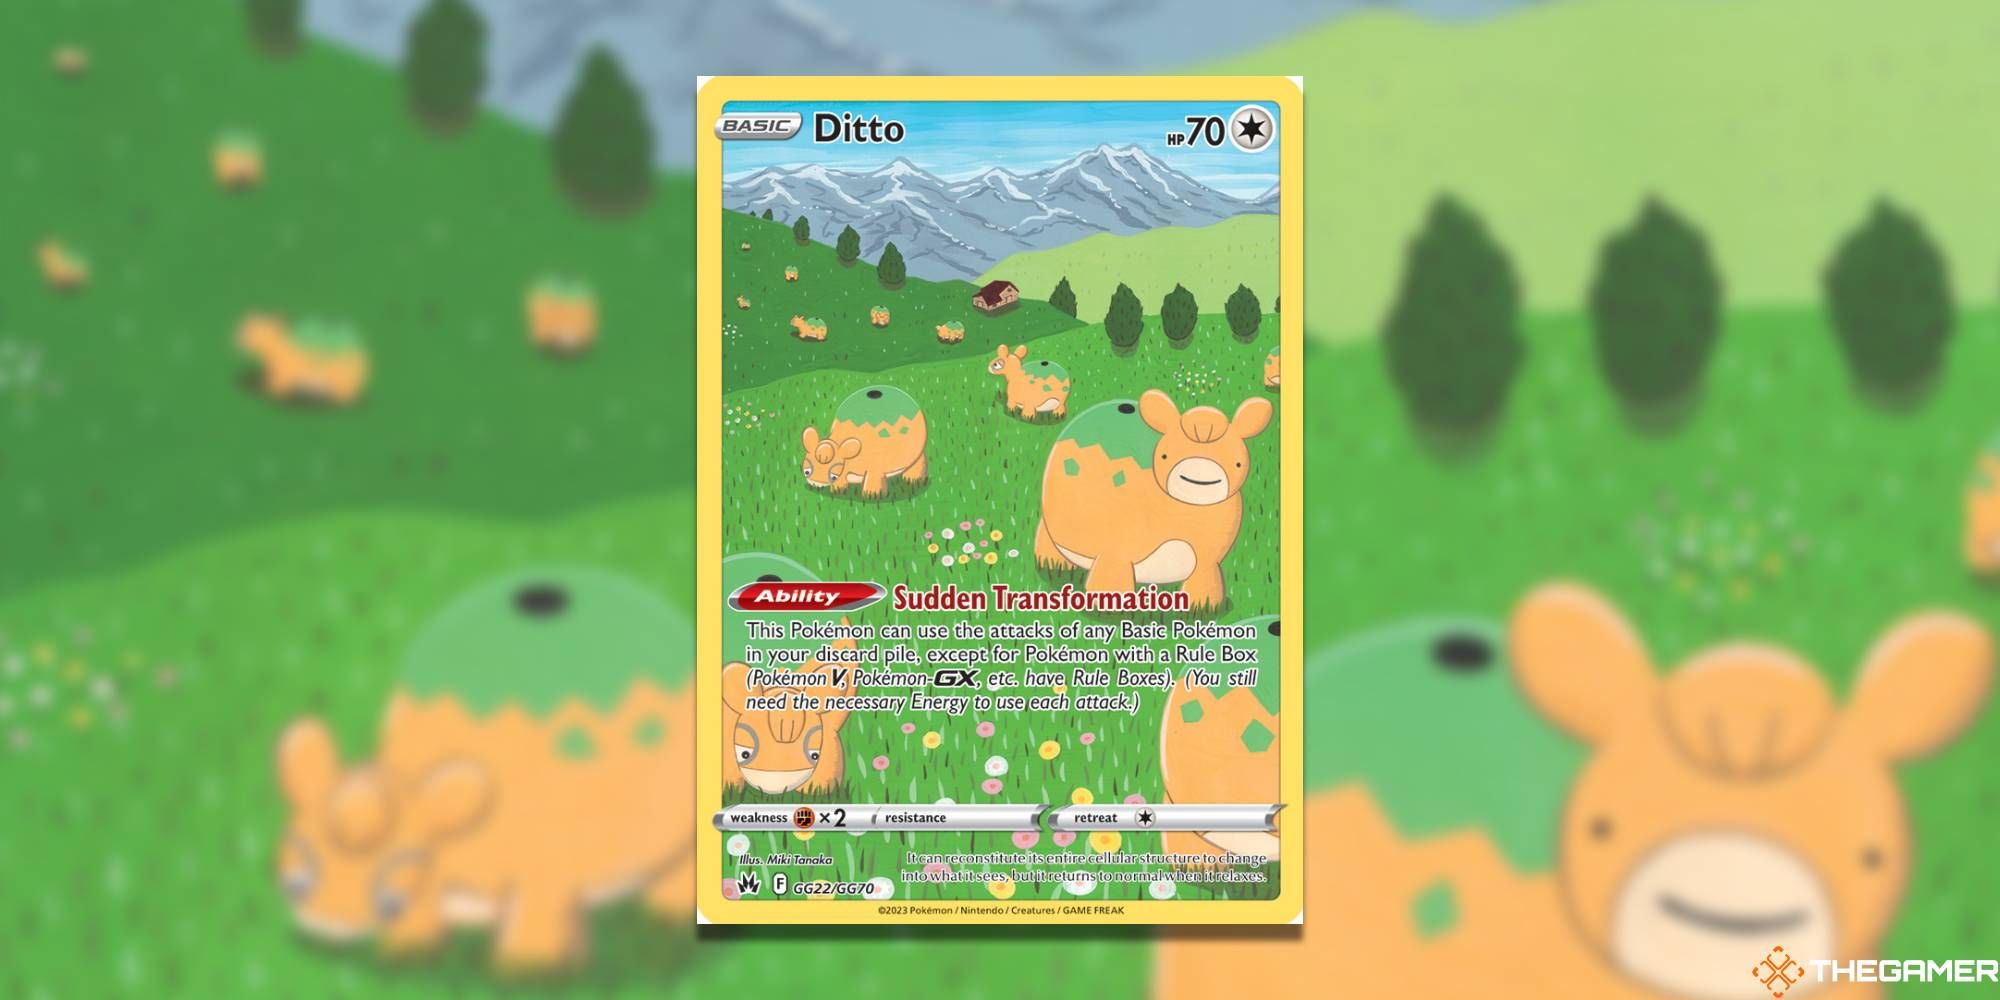 BASIC Ditto HP 70
Ability Sudden Transformation
This Pokémon can use the attacks of any Basic Pokémon
in your discard pile, except for Pokémon with a Rule Box
(Pokémon V, Pokémon-GX, etc. have Rule Boxes). (You still
need the necessary Energy to use each attack.)
weakness ×2 resistance retreat
Illus. Miki Tanaka
It can reconstitute its entire cellular structure to change
into what it sees, but it returns to normal when it relaxes.
F GG22/GG70
©2023 Pokémon / Nintendo / Creatures / GAME FREAK
THEGAMER